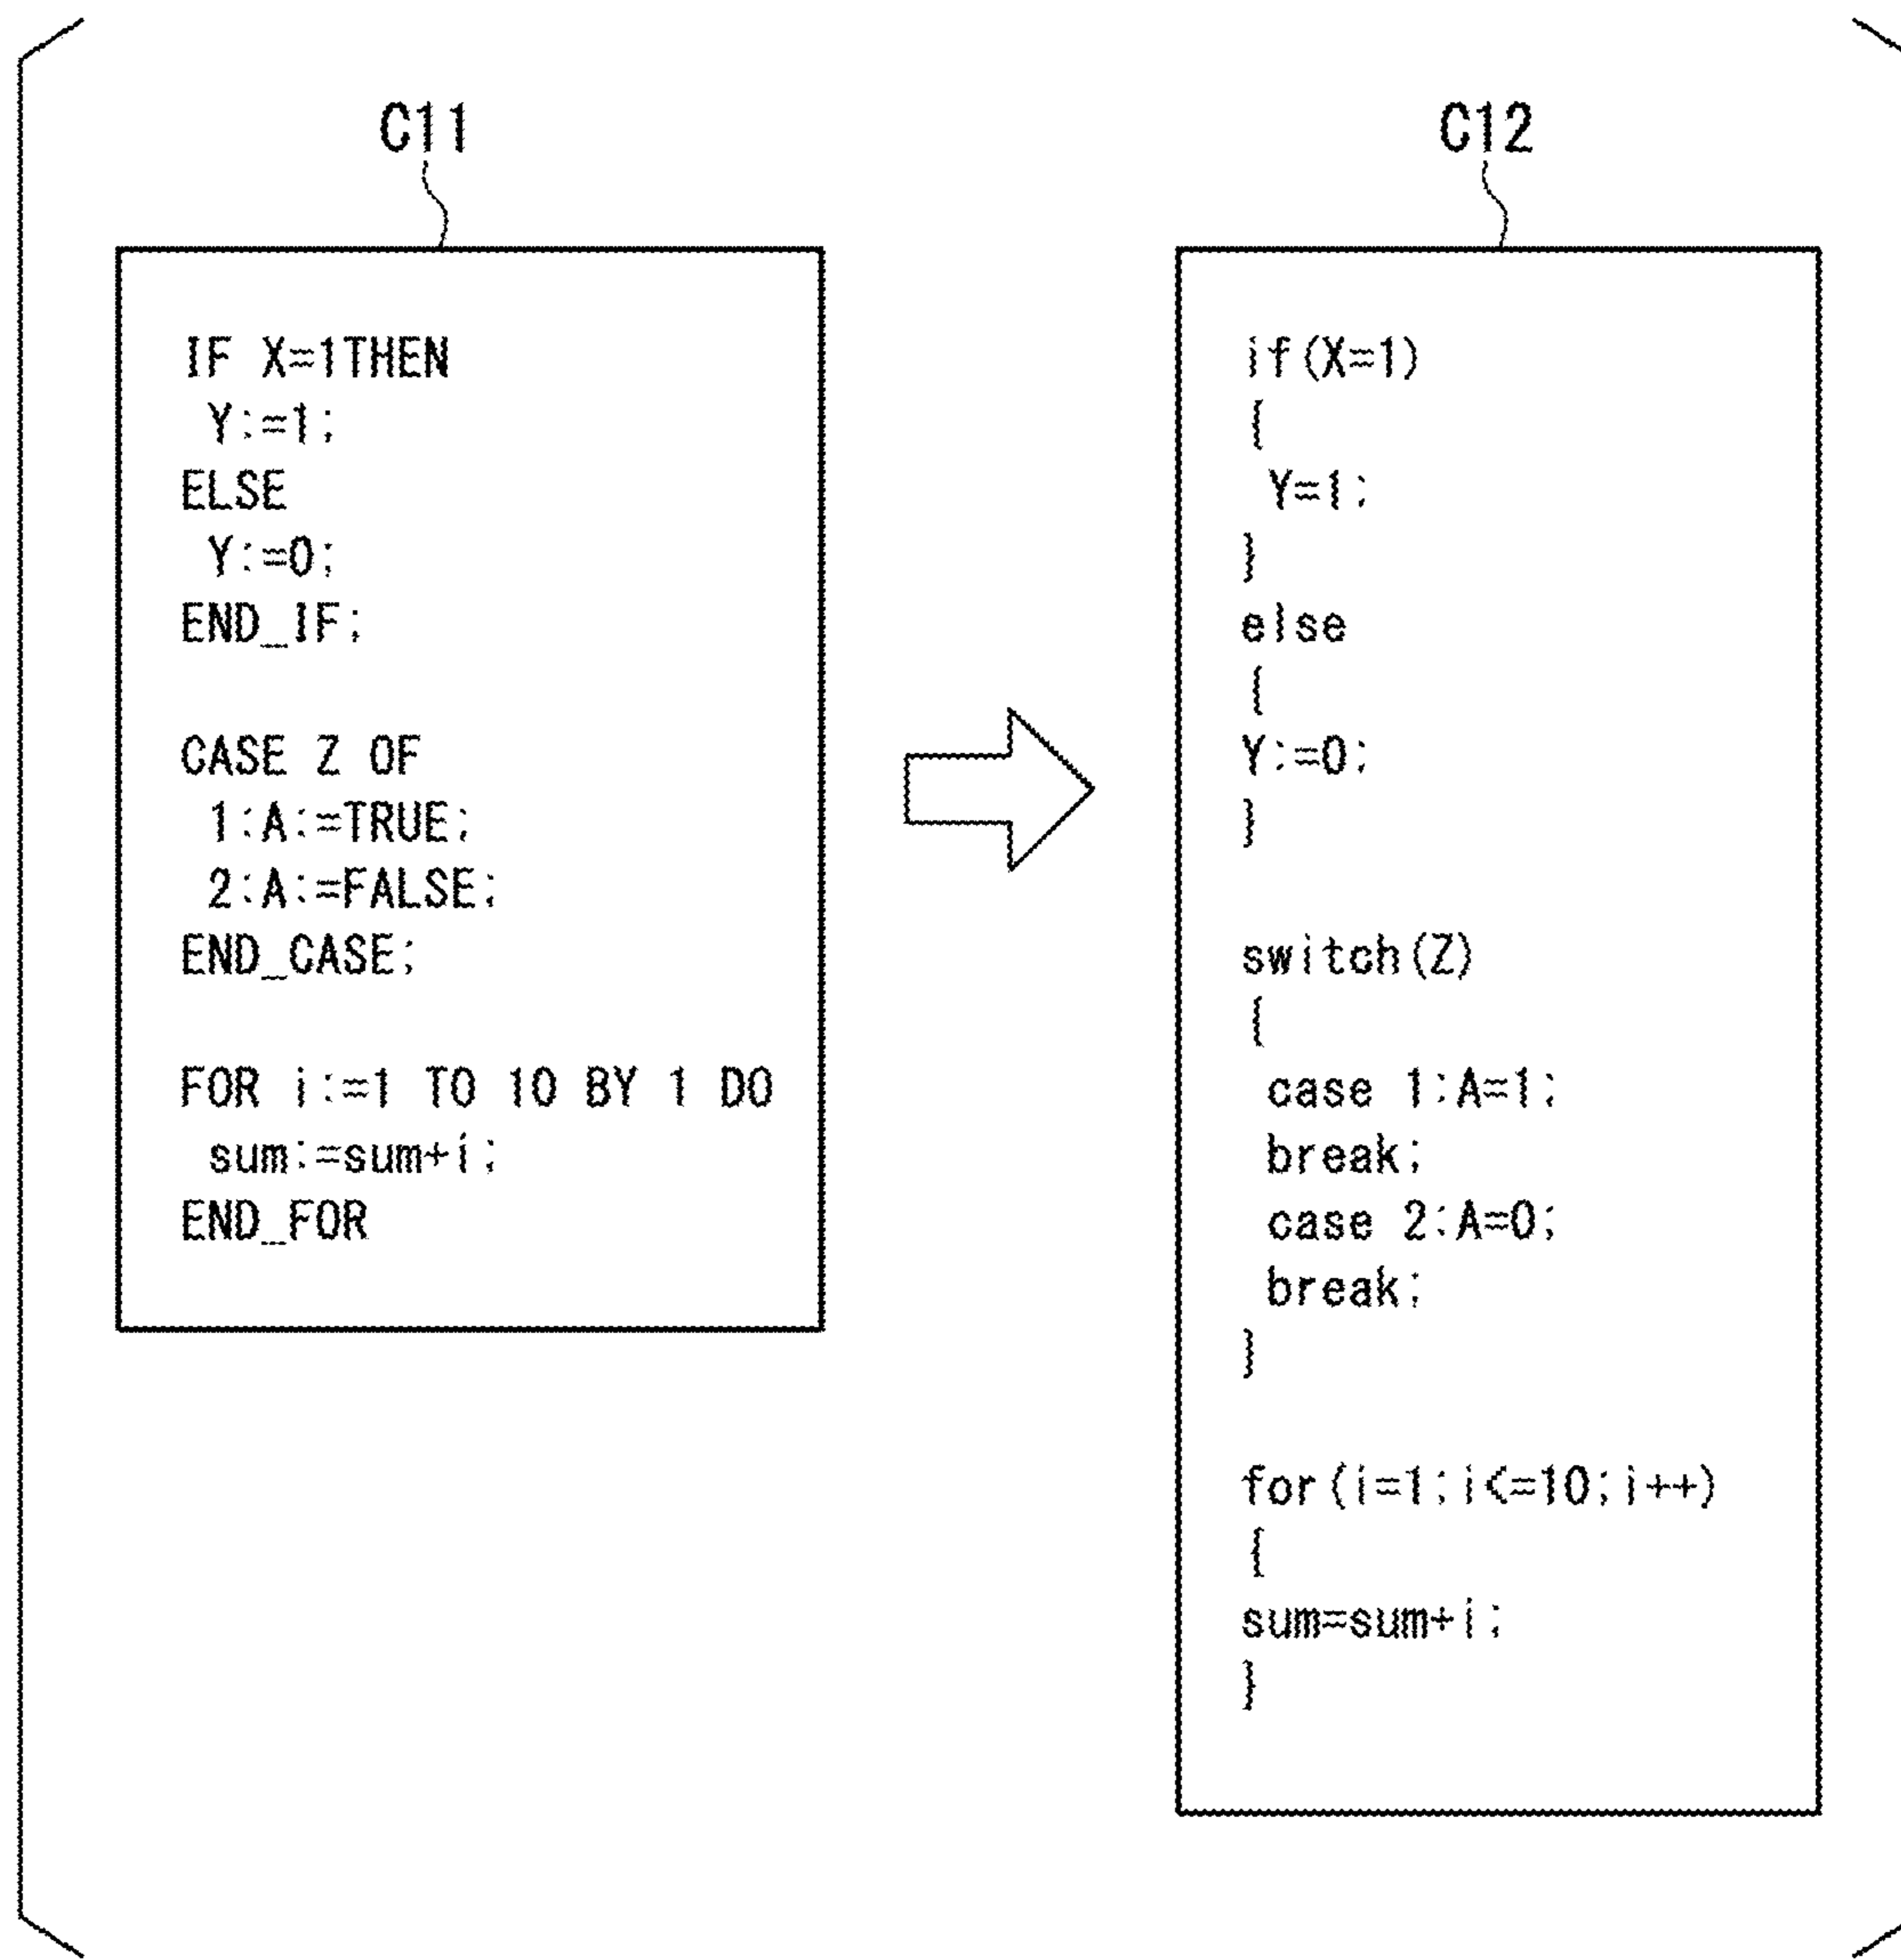 C11
IF X=1THEN
Y:=1;
ELSE
Y:=0;
END_IF;
CASE Z OF
1:A:=TRUE;
2:A:=FALSE;
END_CASE;
FOR i:=1 TO 10 BY 1 DO
sum:=sum+i;
END_FOR
C12
if(X=1)
{
Y=1;
}
else
{
Y:=0;
}
switch(Z)
{
case 1:A=1;
break;
case 2:A=0;
break;
}
for(i=1;i<=10;i++)
{
sum=sum+i;
}